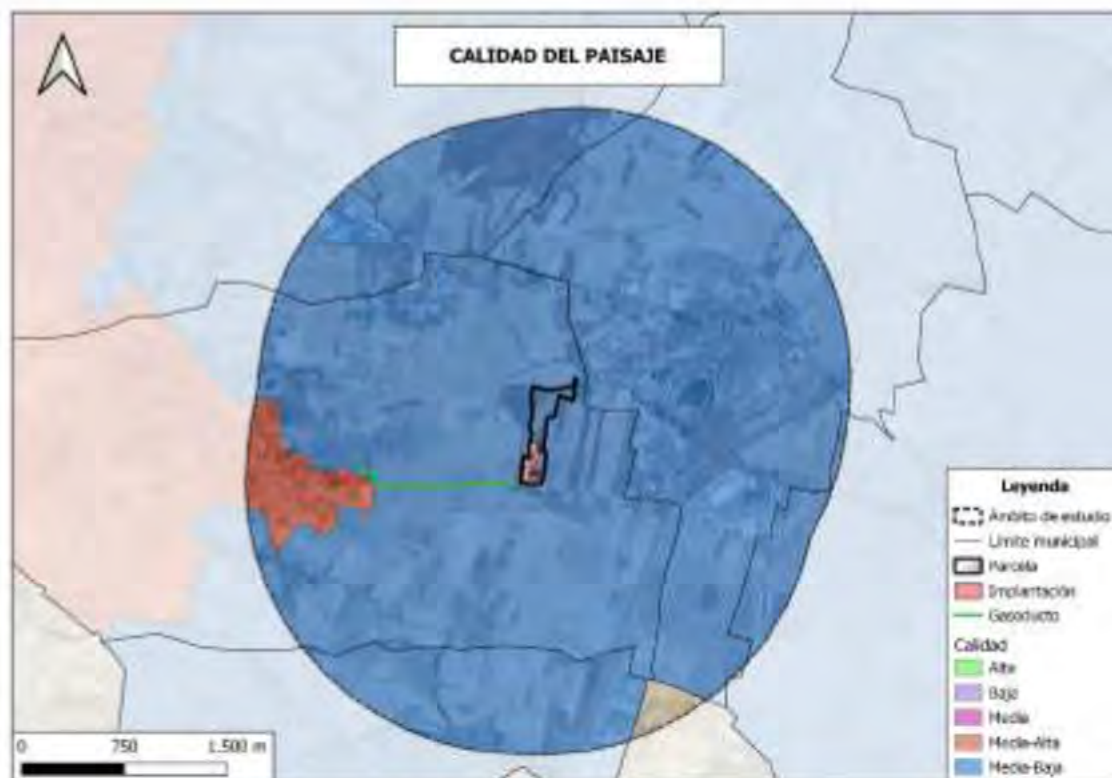 CALIDAD DEL PAISAJE
Leyenda
Ámbito de estudio
Límite municipal
Parcela
Implantación
Gasoducto
Calidad
Alta
Baja
Media
Media-Alta
Media-Baja
0 750 1.500 m